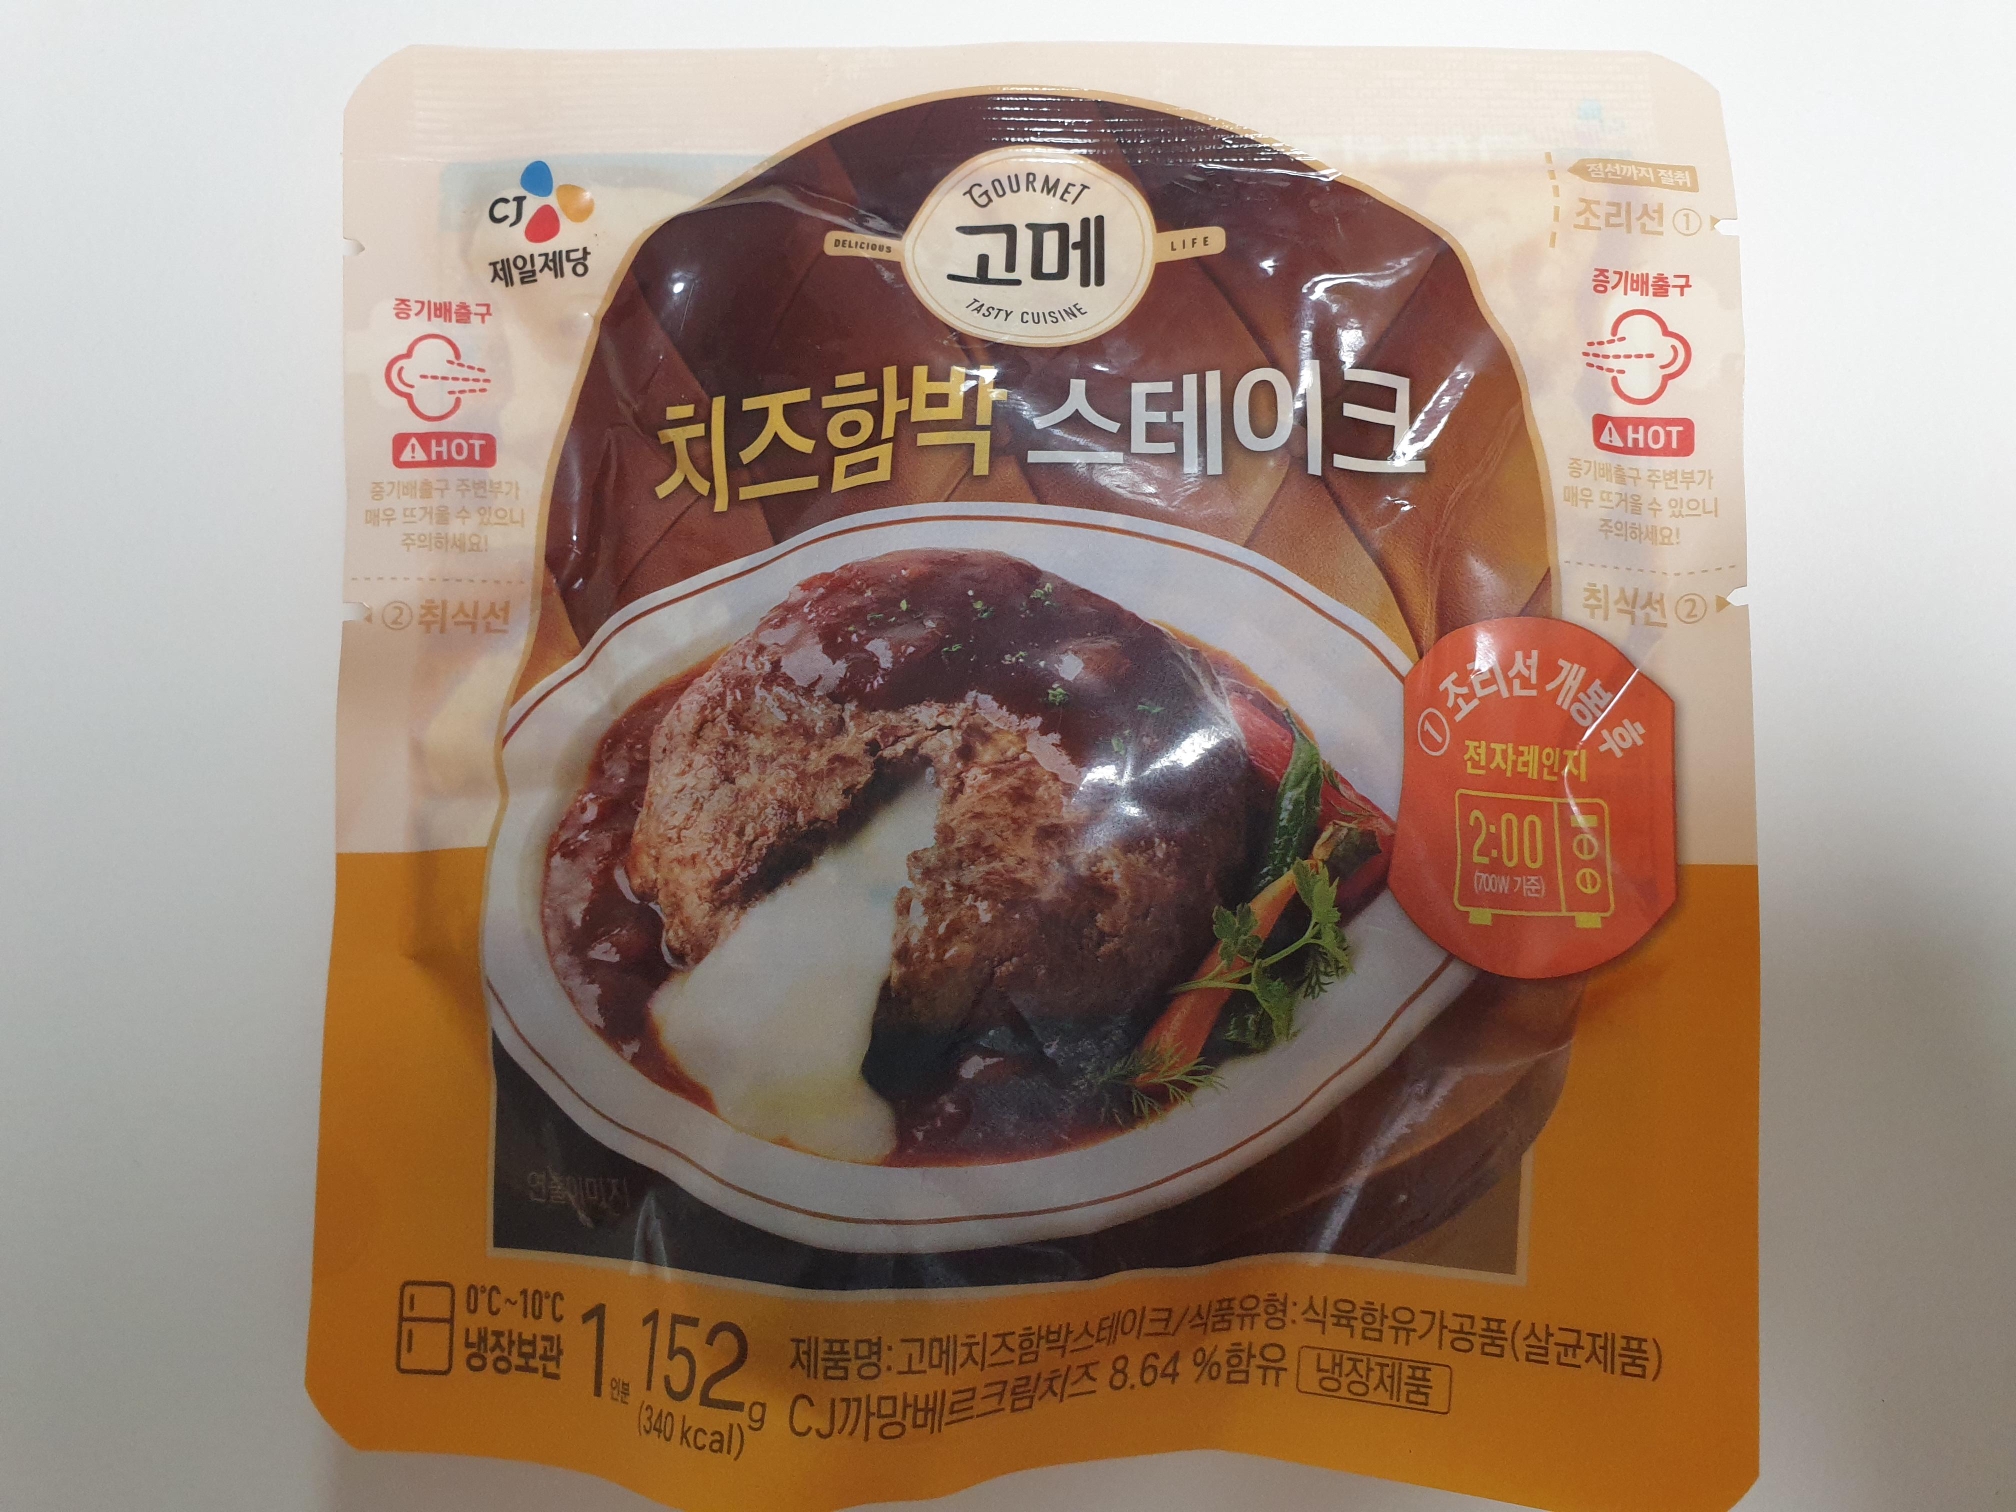 CJ
제일제당
GOURMET
고메
DELICIOUS
LIFE
TASTY CUISINE
치즈함박 스테이크
점선까지 절취
조리선 ①
증기배출구
HOT
증기배출구 주변부가
매우 뜨거울 수 있으니
주의하세요!
② 취식선
증기배출구
HOT
증기배출구 주변부가
매우 뜨거울 수 있으니
주의하세요!
취식선 ②
① 조리선 개봉 후
전자레인지
2:00
(700W 기준)
연출이미지
0°C~10°C
냉장보관
1인분
152g
(340 kcal)
제품명:고메치즈함박스테이크/식품유형:식육함유가공품(살균제품)
CJ까망베르크림치즈 8.64 %함유 냉장제품